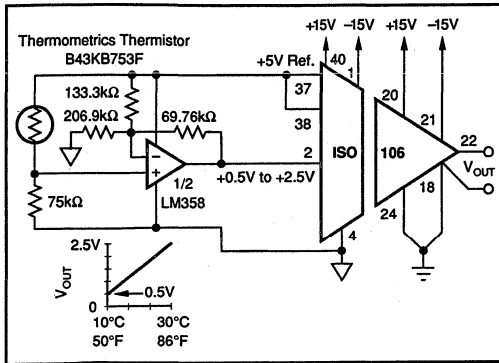 +15V −15V +15V −15V
Thermometrics Thermistor
B43KB753F
+5V Ref. 40 1
133.3kΩ 37 20 21
206.9kΩ 69.76kΩ 38 22
2 ISO 106
− V_OUT
+
1/2 +0.5V to +2.5V 18
75kΩ LM358 24
4
2.5V
V_OUT
0.5V
0
10°C 30°C
50°F 86°F